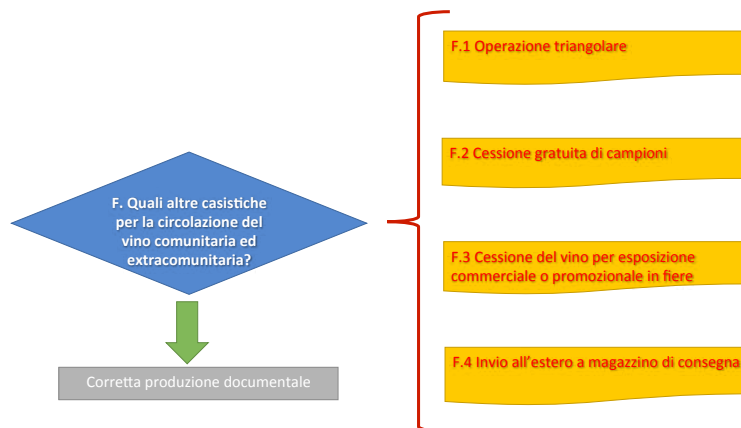 F. Quali altre casistiche
per la circolazione del
vino comunitaria ed
extracomunitaria?
Corretta produzione documentale
F.1 Operazione triangolare
F.2 Cessione gratuita di campioni
F.3 Cessione del vino per esposizione
commerciale o promozionale in fiere
F.4 Invio all’estero a magazzino di consegna